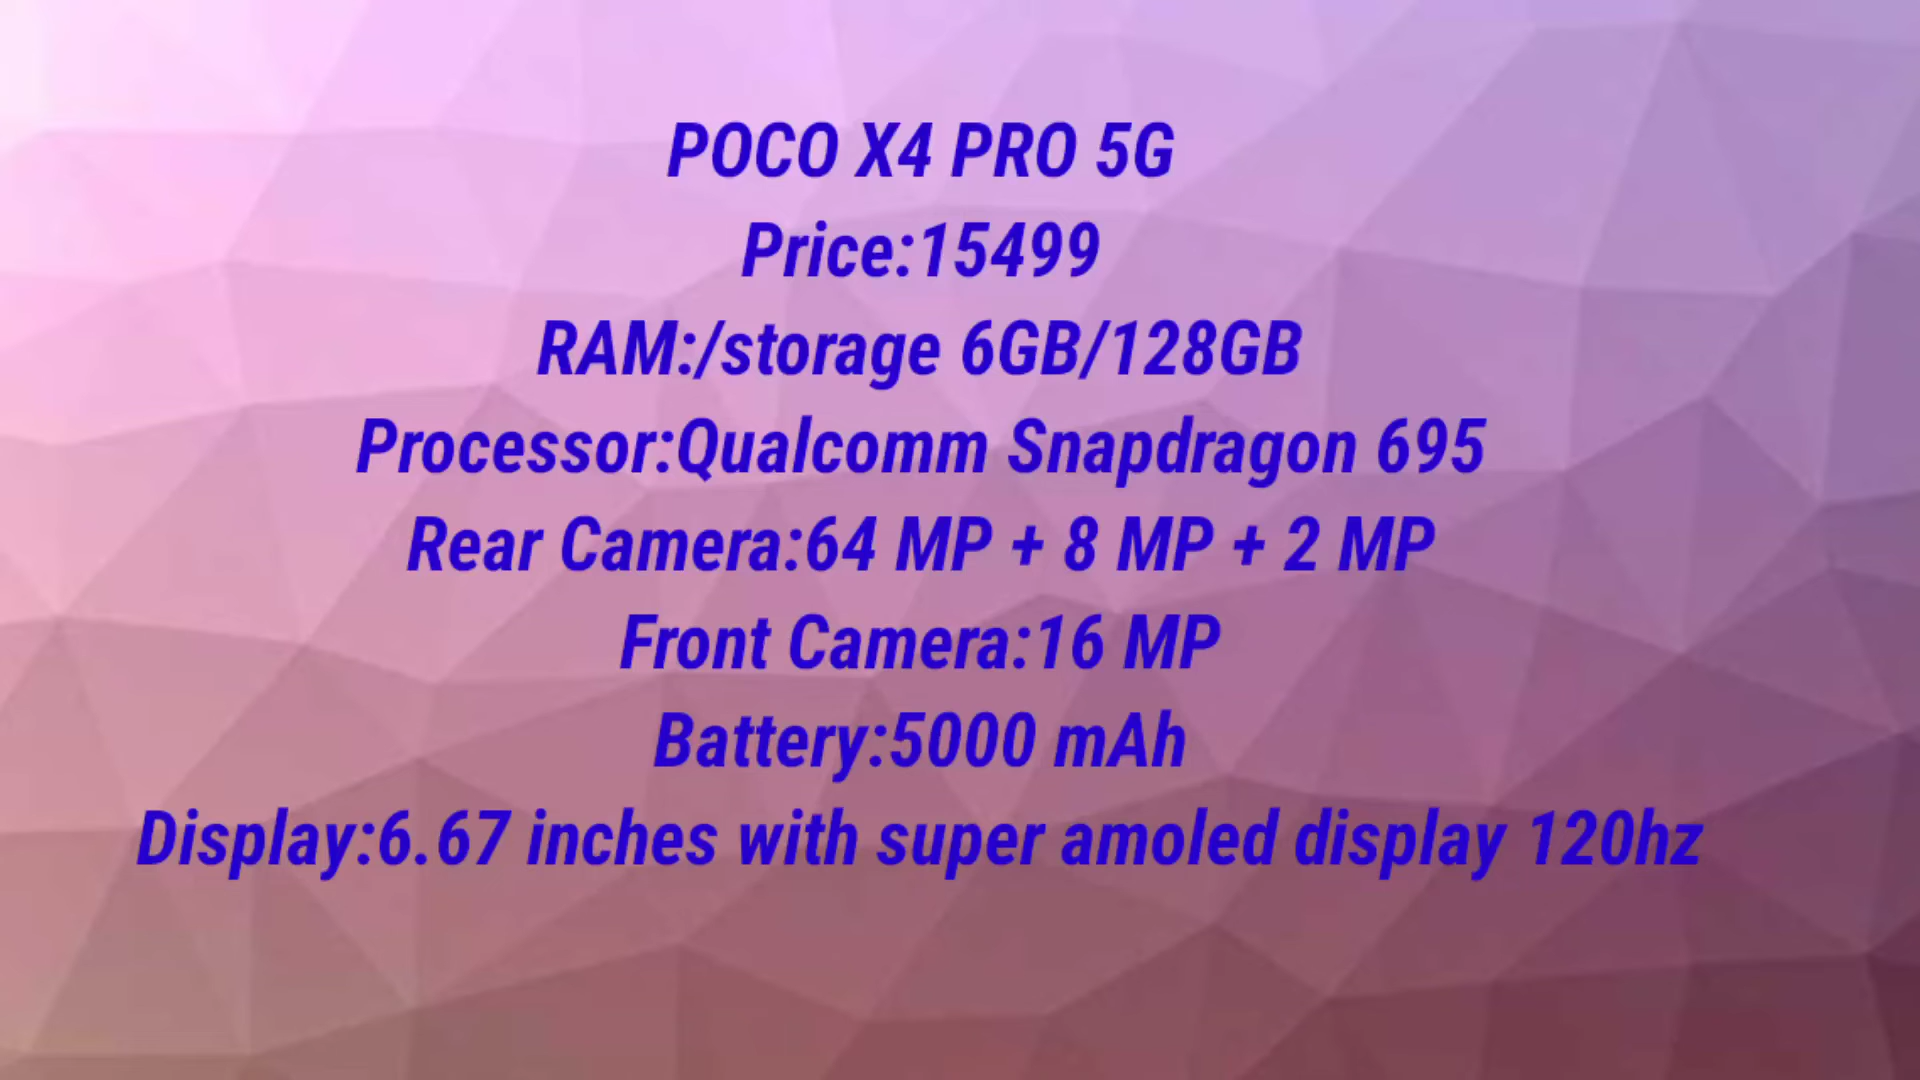 POCO X4 PRO 5G
Price:15499
RAM:/storage 6GB/128GB
Processor:Qualcomm Snapdragon 695
Rear Camera:64 MP + 8 MP + 2 MP
Front Camera:16 MP
Battery:5000 mAh
Display:6.67 inches with super amoled display 120hz